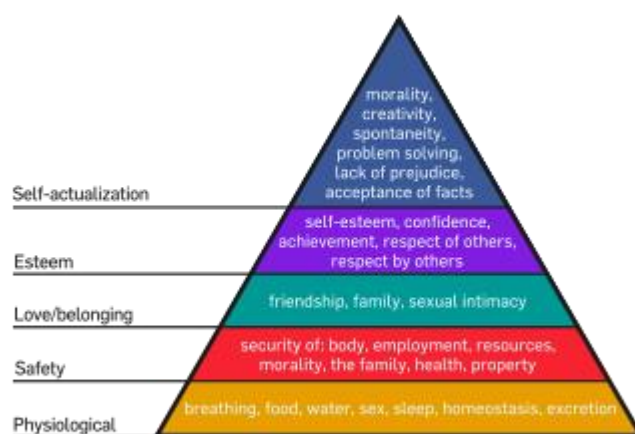 morality,
creativity,
spontaneity,
problem solving,
lack of prejudice,
acceptance of facts
Self-actualization
self-esteem, confidence,
achievement, respect of others,
respect by others
Esteem
friendship, family, sexual intimacy
Love/belonging
security of: body, employment, resources,
morality, the family, health, property
Safety
breathing, food, water, sex, sleep, homeostasis, excretion
Physiological